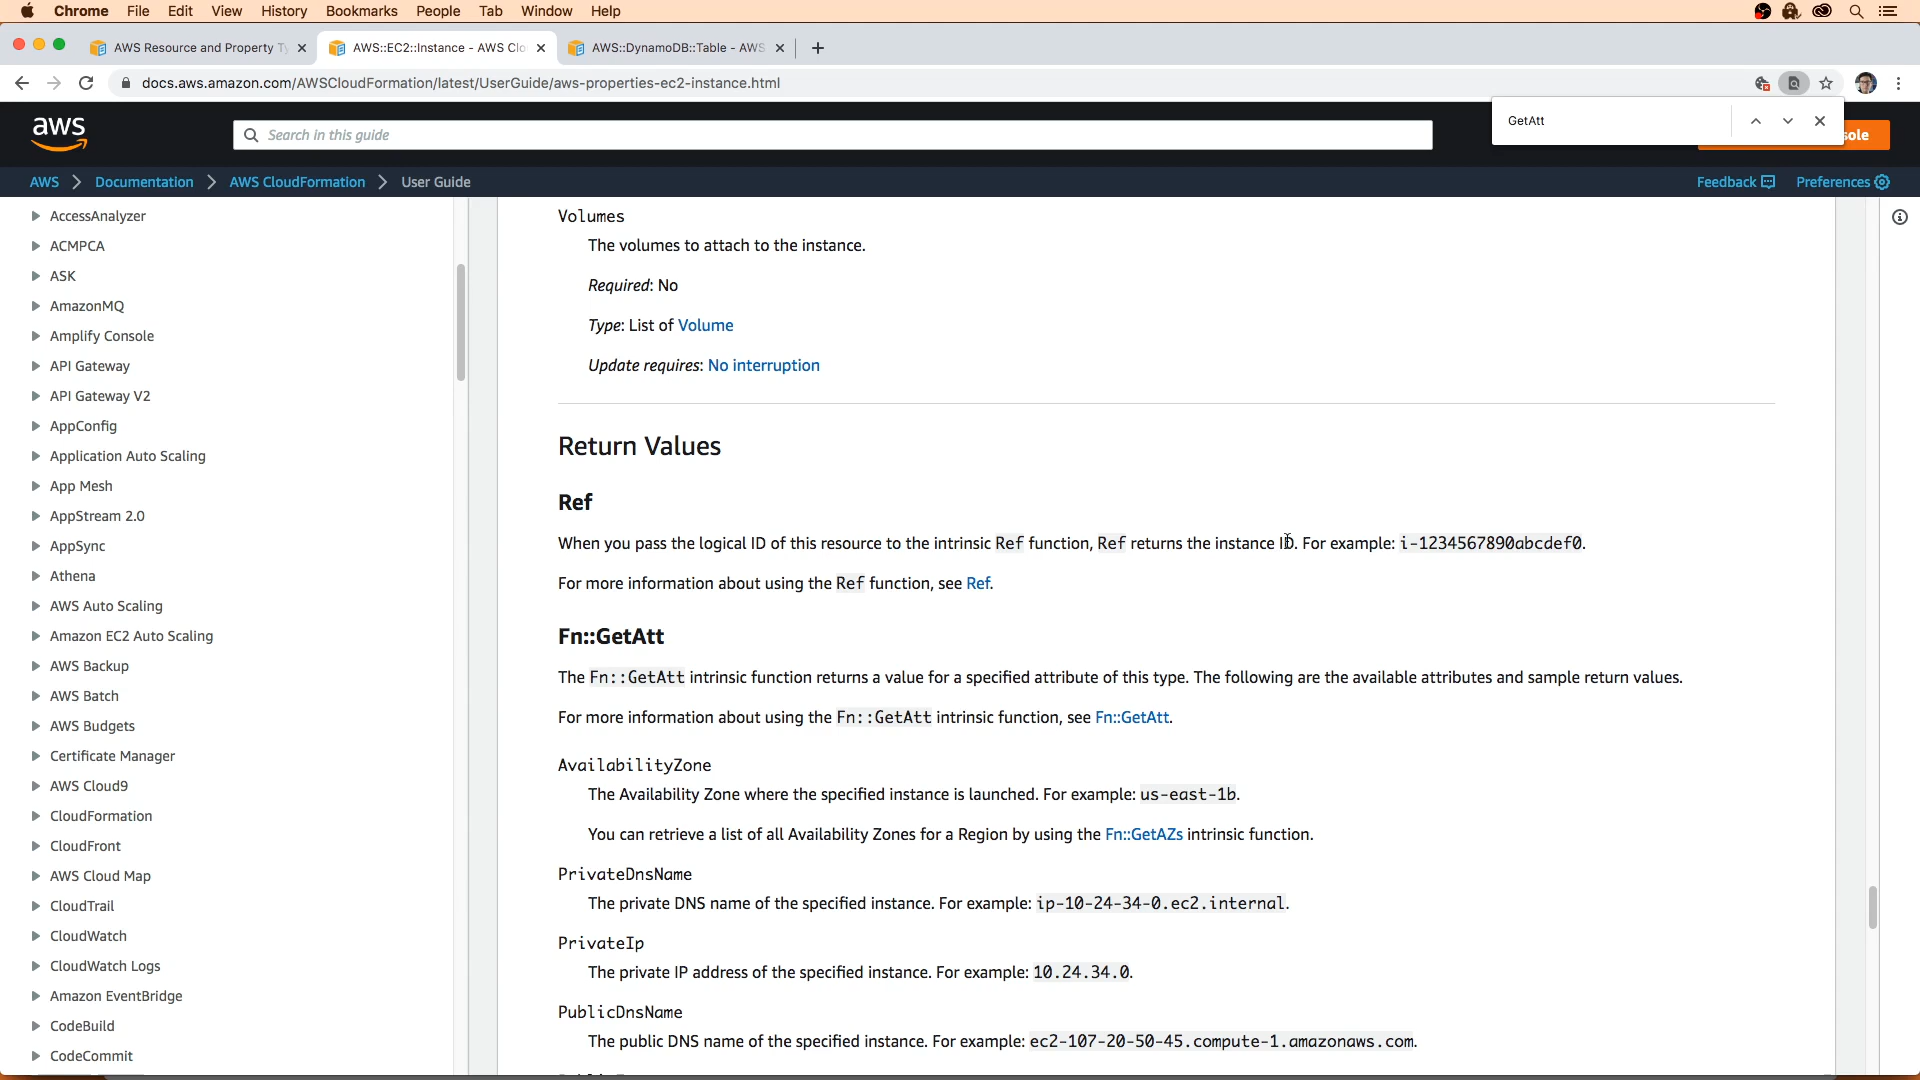 Chrome File Edit View History Bookmarks People Tab Window Help
AWS Resource and Property Ty
AWS::EC2::Instance - AWS Clo
AWS::DynamoDB::Table - AWS
docs.aws.amazon.com/AWSCloudFormation/latest/UserGuide/aws-properties-ec2-instance.html
GetAtt
aws
Search in this guide
sole
AWS Documentation AWS CloudFormation User Guide
Feedback Preferences
AccessAnalyzer
ACMPCA
ASK
AmazonMQ
Amplify Console
API Gateway
API Gateway V2
AppConfig
Application Auto Scaling
App Mesh
AppStream 2.0
AppSync
Athena
AWS Auto Scaling
Amazon EC2 Auto Scaling
AWS Backup
AWS Batch
AWS Budgets
Certificate Manager
AWS Cloud9
CloudFormation
CloudFront
AWS Cloud Map
CloudTrail
CloudWatch
CloudWatch Logs
Amazon EventBridge
CodeBuild
CodeCommit
Volumes
The volumes to attach to the instance.
Required: No
Type: List of Volume
Update requires: No interruption
Return Values
Ref
When you pass the logical ID of this resource to the intrinsic Ref function, Ref returns the instance ID. For example: i-1234567890abcdef0.
For more information about using the Ref function, see Ref.
Fn::GetAtt
The Fn::GetAtt intrinsic function returns a value for a specified attribute of this type. The following are the available attributes and sample return values.
For more information about using the Fn::GetAtt intrinsic function, see Fn::GetAtt.
AvailabilityZone
The Availability Zone where the specified instance is launched. For example: us-east-1b.
You can retrieve a list of all Availability Zones for a Region by using the Fn::GetAZs intrinsic function.
PrivateDnsName
The private DNS name of the specified instance. For example: ip-10-24-34-0.ec2.internal.
PrivateIp
The private IP address of the specified instance. For example: 10.24.34.0.
PublicDnsName
The public DNS name of the specified instance. For example: ec2-107-20-50-45.compute-1.amazonaws.com.